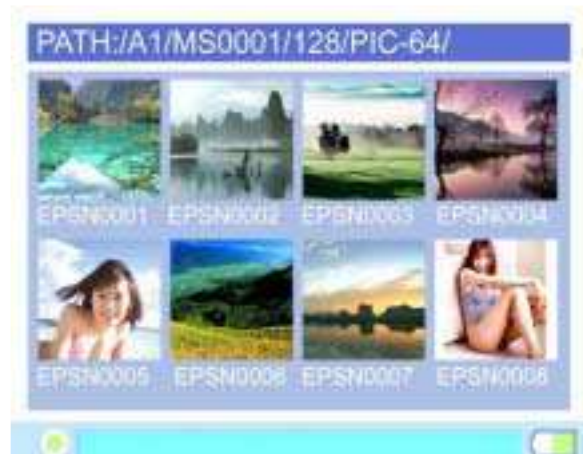 PATH:/A1/MS0001/128/PIC-64/
EPSN0001 EPSN0002 EPSN0003 EPSN0004
EPSN0005 EPSN0006 EPSN0007 EPSN0008